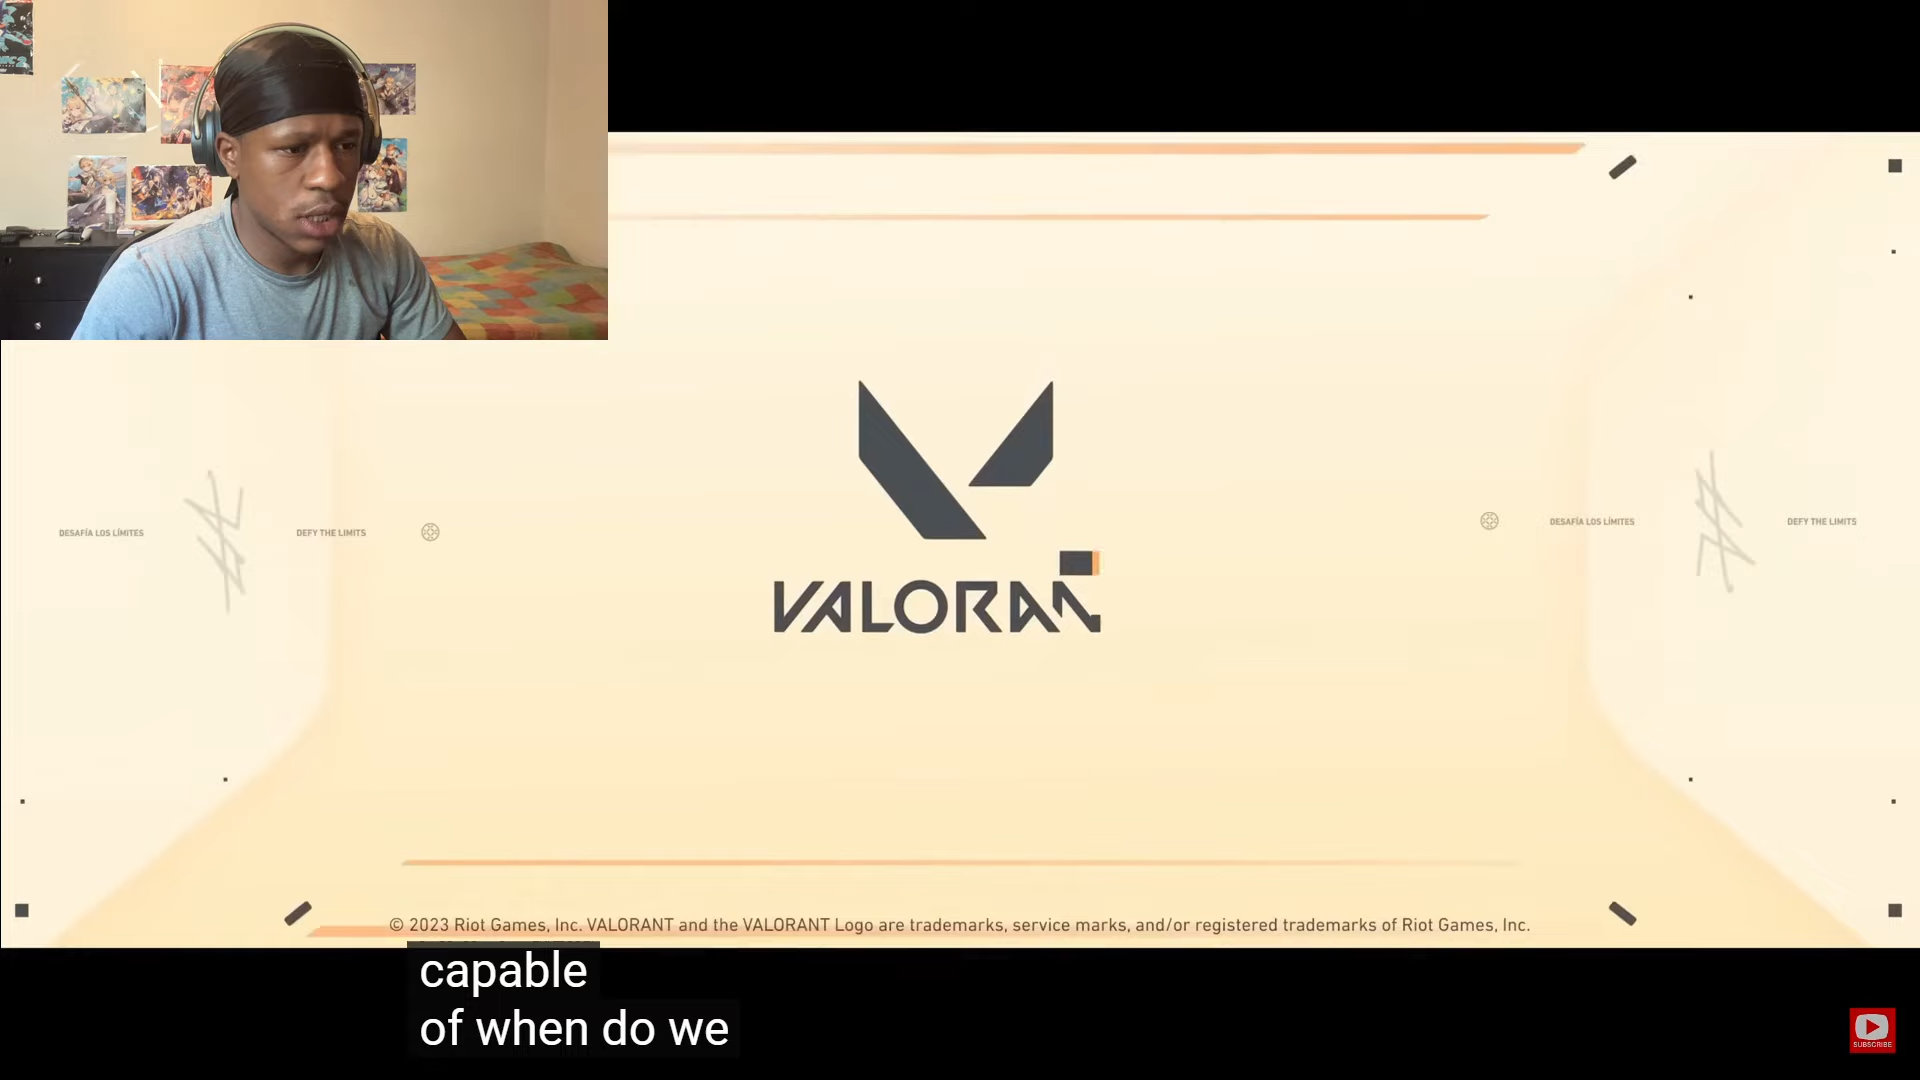 DESAFÍA LOS LÍMITES
DEFY THE LIMITS
VALORAN
DESAFÍA LOS LÍMITES
DEFY THE LIMITS
© 2023 Riot Games, Inc. VALORANT and the VALORANT Logo are trademarks, service marks, and/or registered trademarks of Riot Games, Inc.
capable
of when do we
SUBSCRIBE